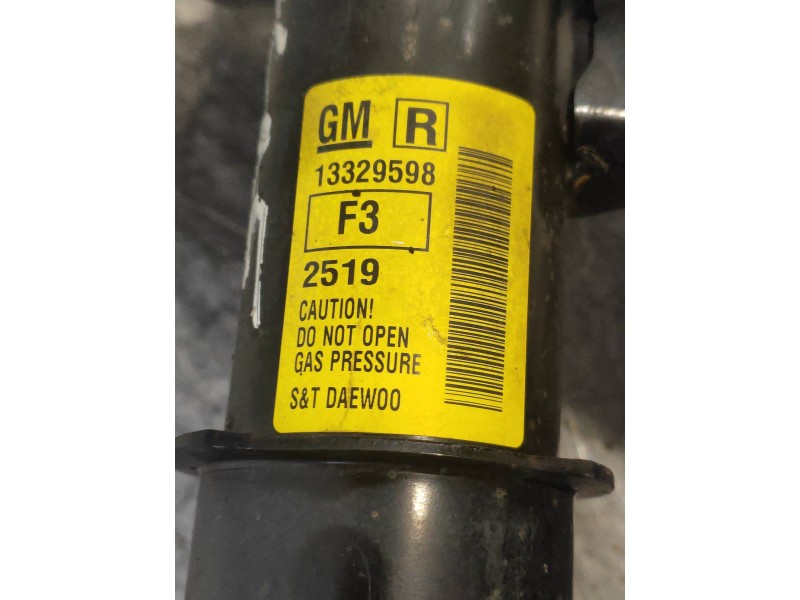 GM R
13329598
F3
2519
CAUTION!
DO NOT OPEN
GAS PRESSURE
S&T DAEWOO